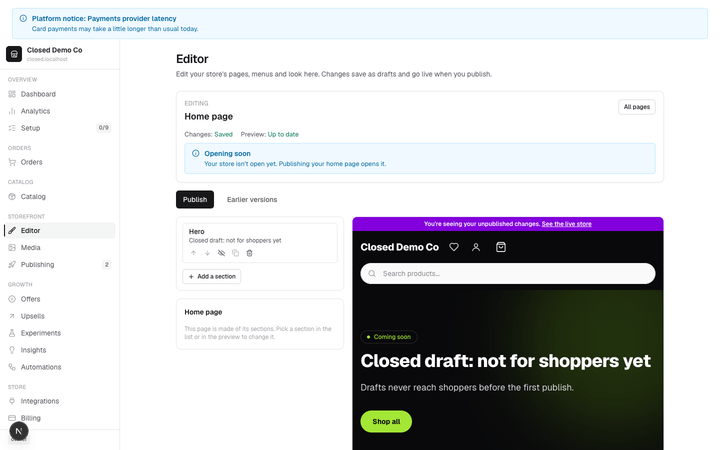 Platform notice: Payments provider latency
Card payments may take a little longer than usual today.
Closed Demo Co
closed.localhost
OVERVIEW
Dashboard
Analytics
Setup 0/9
ORDERS
Orders
CATALOG
Catalog
STOREFRONT
Editor
Media
Publishing 2
GROWTH
Offers
Upsells
Experiments
Insights
Automations
STORE
Integrations
Billing
N
Editor
Edit your store's pages, menus and look here. Changes save as drafts and go live when you publish.
EDITING
Home page
All pages
Changes: Saved Preview: Up to date
Opening soon
Your store isn't open yet. Publishing your home page opens it.
Publish Earlier versions
Hero
Closed draft: not for shoppers yet
Add a section
Home page
This page is made of its sections. Pick a section in the
list or in the preview to change it.
You're seeing your unpublished changes. See the live store
Closed Demo Co
Search products...
Coming soon
Closed draft: not for shoppers yet
Drafts never reach shoppers before the first publish.
Shop all